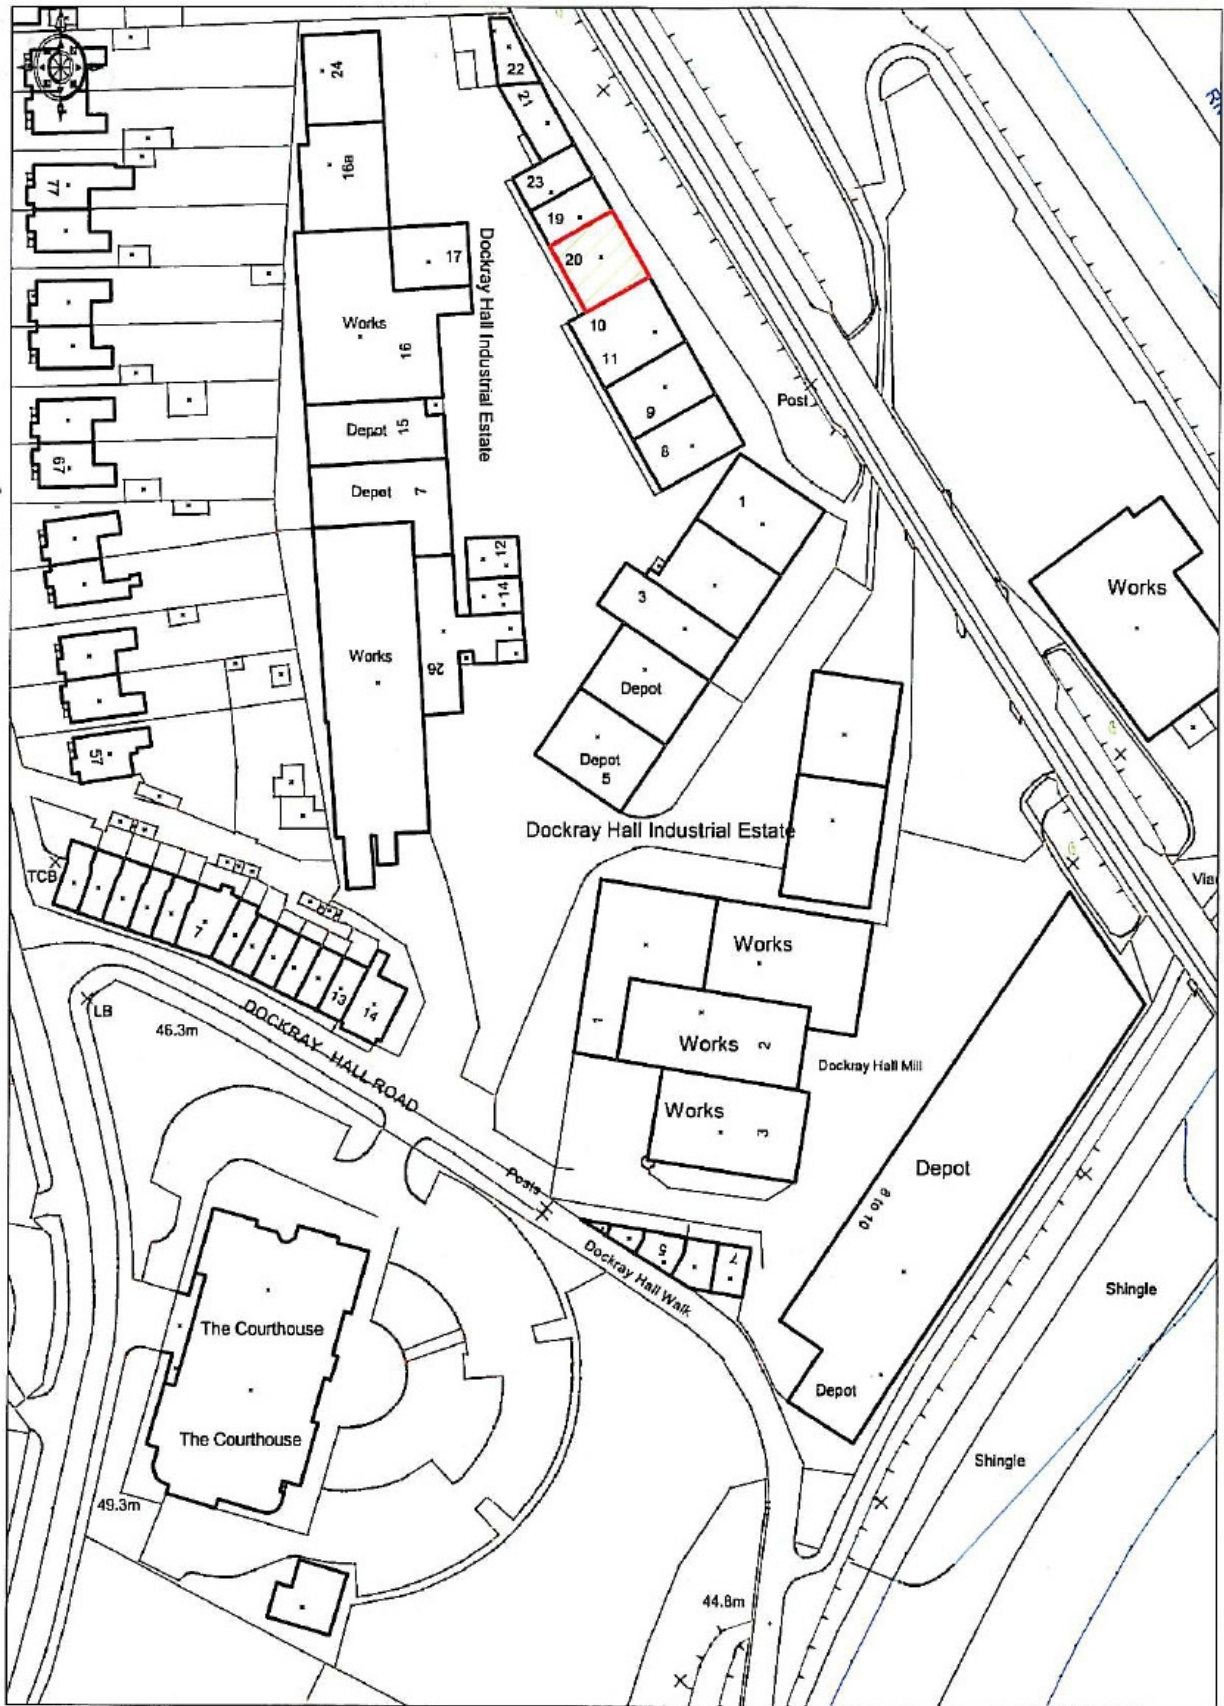 22
24
21
16a
23
77
19
17
20
Dockray Hall Industrial Estate
Works
16
10
11
Post
9
Depot 15
8
67
Depot 7
1
12
Works
14
3
Works
26
Depot
57
Depot
5
Dockray Hall Industrial Estate
TCB
7
Works
13
14
LB
46.3m
DOCKRAY HALL ROAD
1
Works 2
Dockray Hall Mill
Works
3
Depot
8 to 10
Posts
5
7
Dockray Hall Walk
Shingle
The Courthouse
Depot
The Courthouse
Shingle
49.3m
44.8m